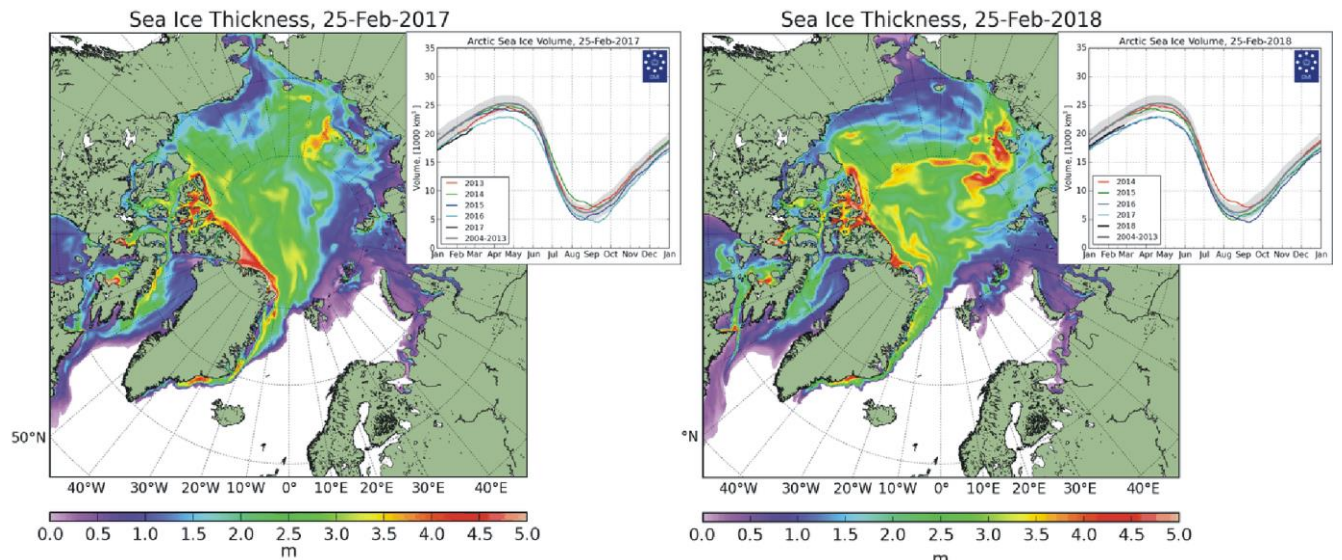 Sea Ice Thickness, 25-Feb-2017
Arctic Sea Ice Volume, 25-Feb-2017
Volume, [1000 km³]
35
30
25
20
15
10
5
0
Jan Feb Mar Apr May Jun Jul Aug Sep Oct Nov Dec Jan
2013
2014
2015
2016
2017
2004-2013
50°N
40°W 30°W 20°W 10°W 0° 10°E 20°E 30°E 40°E
0.0 0.5 1.0 1.5 2.0 2.5 3.0 3.5 4.0 4.5 5.0
m
Sea Ice Thickness, 25-Feb-2018
Arctic Sea Ice Volume, 25-Feb-2018
Volume, [1000 km³]
35
30
25
20
15
10
5
0
Jan Feb Mar Apr May Jun Jul Aug Sep Oct Nov Dec Jan
2014
2015
2016
2017
2018
2004-2013
°N
40°W 30°W 20°W 10°W 0° 10°E 20°E 30°E 40°E
0.0 0.5 1.0 1.5 2.0 2.5 3.0 3.5 4.0 4.5 5.0
m